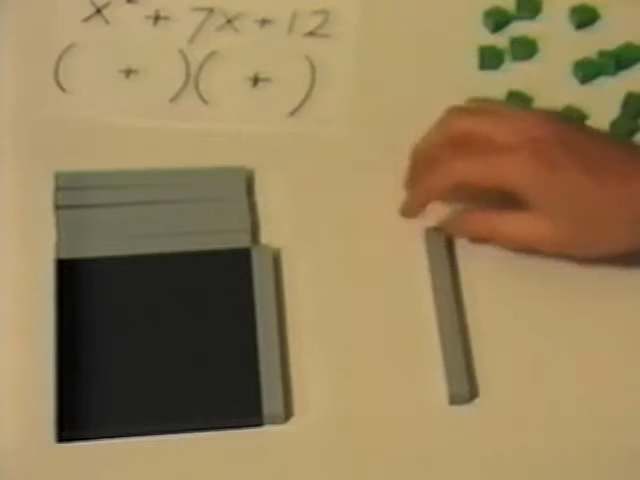 x² + 7x + 12
( + )( + )